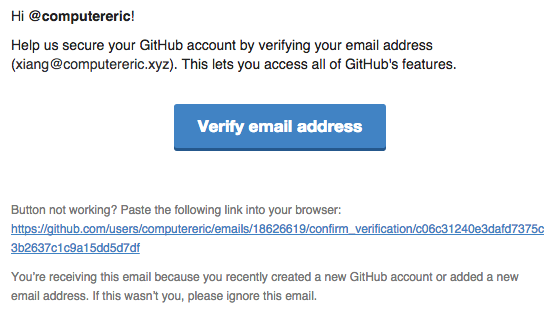 Hi @computereric!
Help us secure your GitHub account by verifying your email address
(xiang@computereric.xyz). This lets you access all of GitHub's features.
Verify email address
Button not working? Paste the following link into your browser:
https://github.com/users/computereric/emails/18626619/confirm_verification/c06c31240e3dafd7375c
3b2637c1c9a15dd5d7df
You’re receiving this email because you recently created a new GitHub account or added a new
email address. If this wasn’t you, please ignore this email.